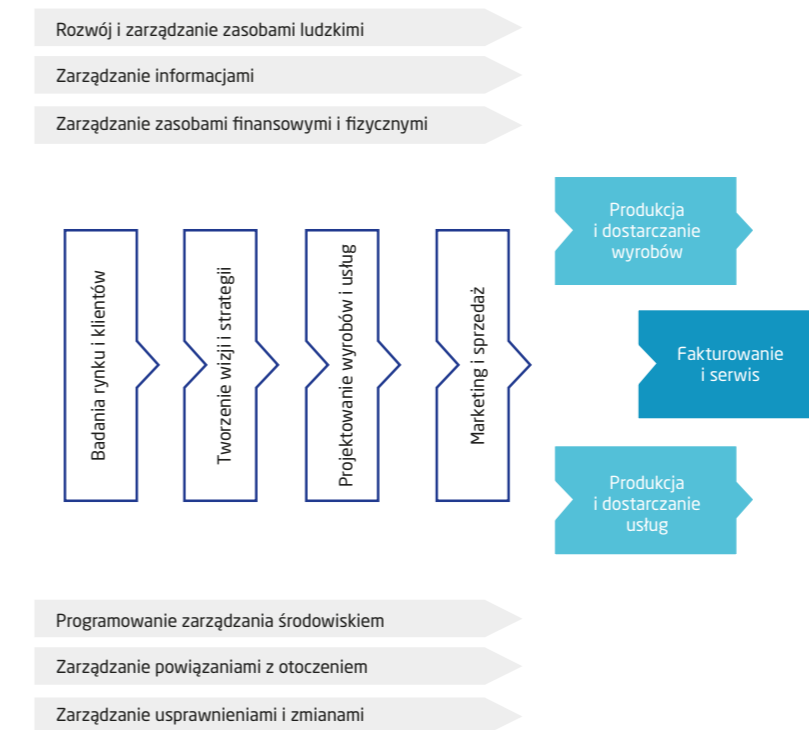 Rozwój i zarządzanie zasobami ludzkimi
Zarządzanie informacjami
Zarządzanie zasobami finansowymi i fizycznymi
Badania rynku i klientów
Tworzenie wizji i strategii
Projektowanie wyrobów i usług
Marketing i sprzedaż
Produkcja
i dostarczanie
wyrobów
Fakturowanie
i serwis
Produkcja
i dostarczanie
usług
Programowanie zarządzania środowiskiem
Zarządzanie powiązaniami z otoczeniem
Zarządzanie usprawnieniami i zmianami